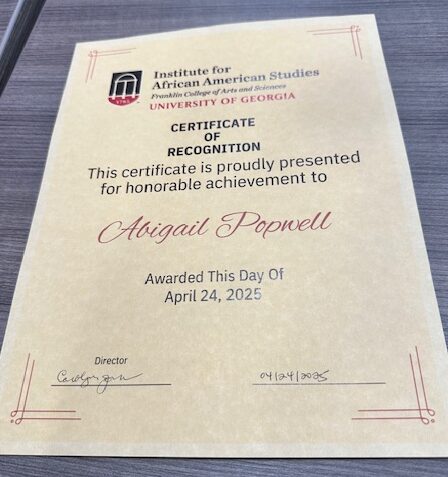 Institute for
African American Studies
Franklin College of Arts and Sciences
UNIVERSITY OF GEORGIA
1785
CERTIFICATE
OF
RECOGNITION
This certificate is proudly presented
for honorable achievement to
Abigail Popwell
Awarded This Day Of
April 24, 2025
Director
04/24/2025